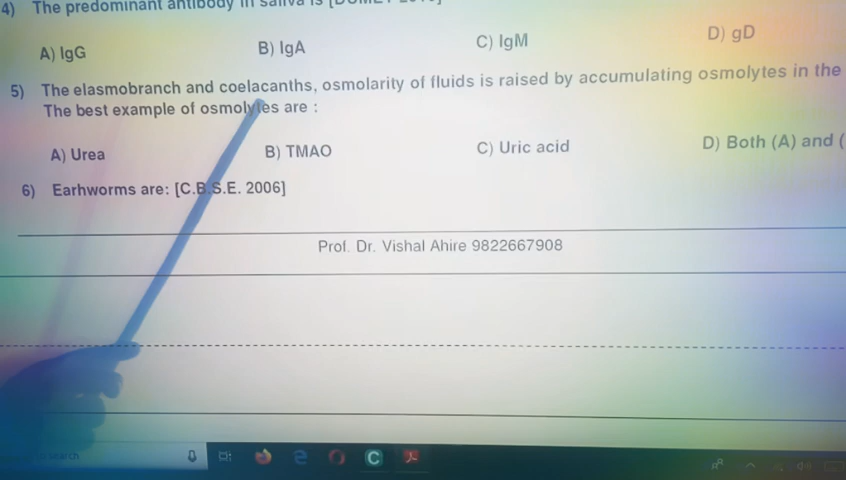 4) The predominant antibody in saliva is
A) IgG B) IgA C) IgM D) gD
5) The elasmobranch and coelacanths, osmolarity of fluids is raised by accumulating osmolytes in the
The best example of osmolytes are :
A) Urea B) TMAO C) Uric acid D) Both (A) and (
6) Earhworms are: [C.B.S.E. 2006]
Prof. Dr. Vishal Ahire 9822667908